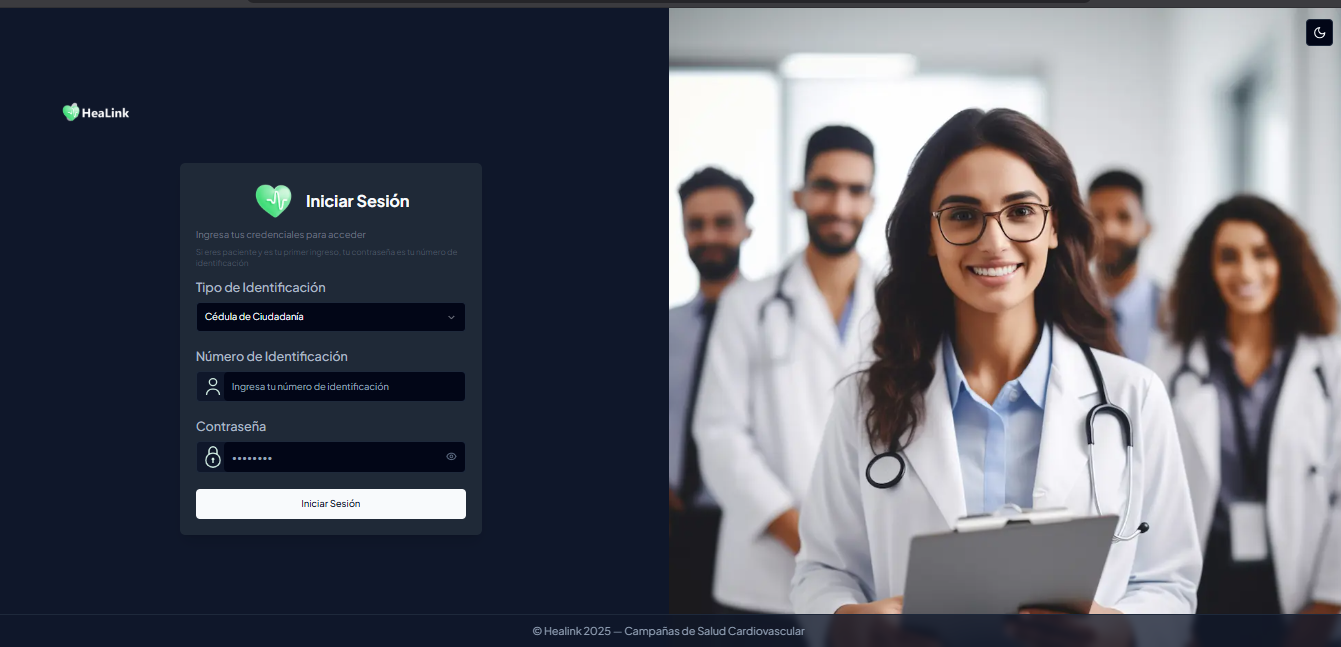 HeaLink
Iniciar Sesión
Ingresa tus credenciales para acceder
Si eres paciente y es tu primer ingreso, tu contraseña es tu número de
identificación
Tipo de Identificación
Cédula de Ciudadanía
Número de Identificación
Ingresa tu número de identificación
Contraseña
••••••••
Iniciar Sesión
© Healink 2025 — Campañas de Salud Cardiovascular